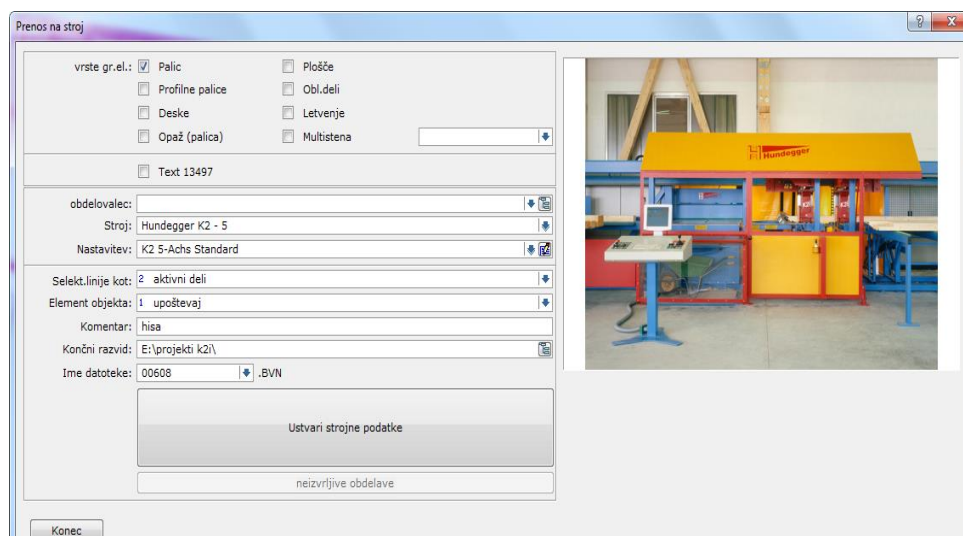 Prenos na stroj
vrste gr.el.: Palic Plošče
Profilne palice Obl.deli
Deske Letvenje
Opaž (palica) Multistena
Text 13497
obdelovalec:
Stroj: Hundegger K2 - 5
Nastavitev: K2 5-Achs Standard
Selekt.linije kot: 2 aktivni deli
Element objekta: 1 upoštevaj
Komentar: hisa
Končni razvid: E:\projekti k2i\
Ime datoteke: 00608 .BVN
Ustvari strojne podatke
neizvrljive obdelave
Konec
Hundegger